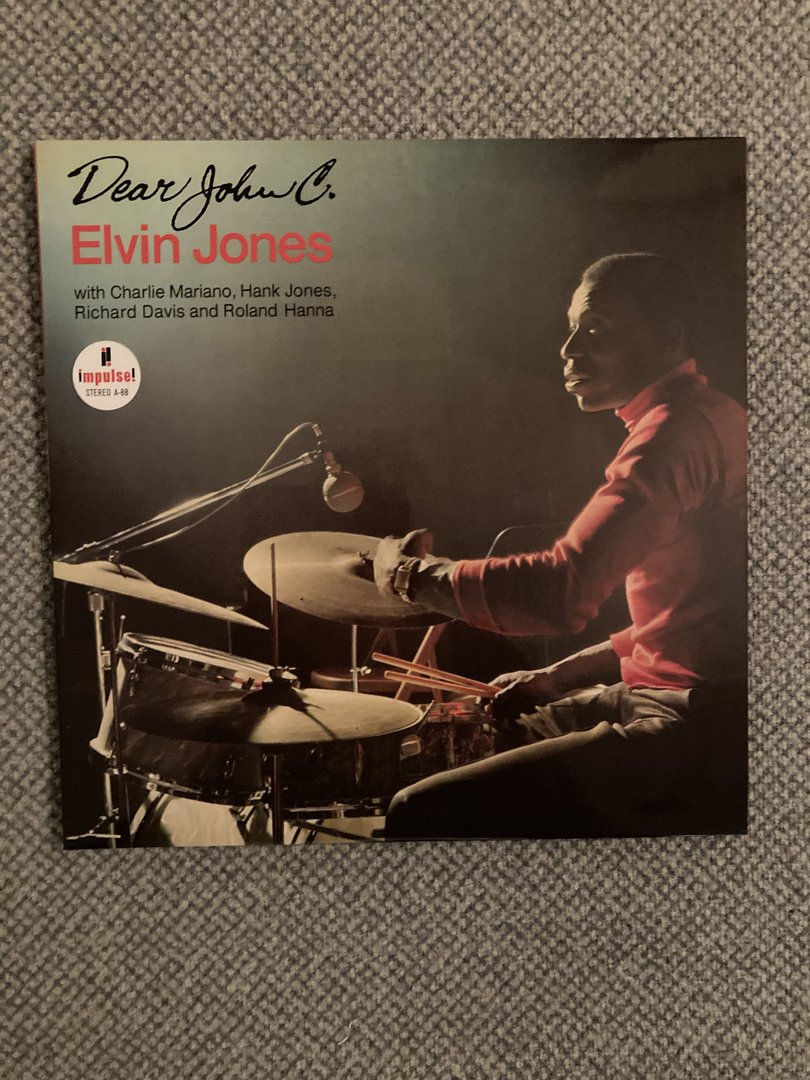 Dear John C.
Elvin Jones
with Charlie Mariano, Hank Jones,
Richard Davis and Roland Hanna
impulse!
STEREO A-88